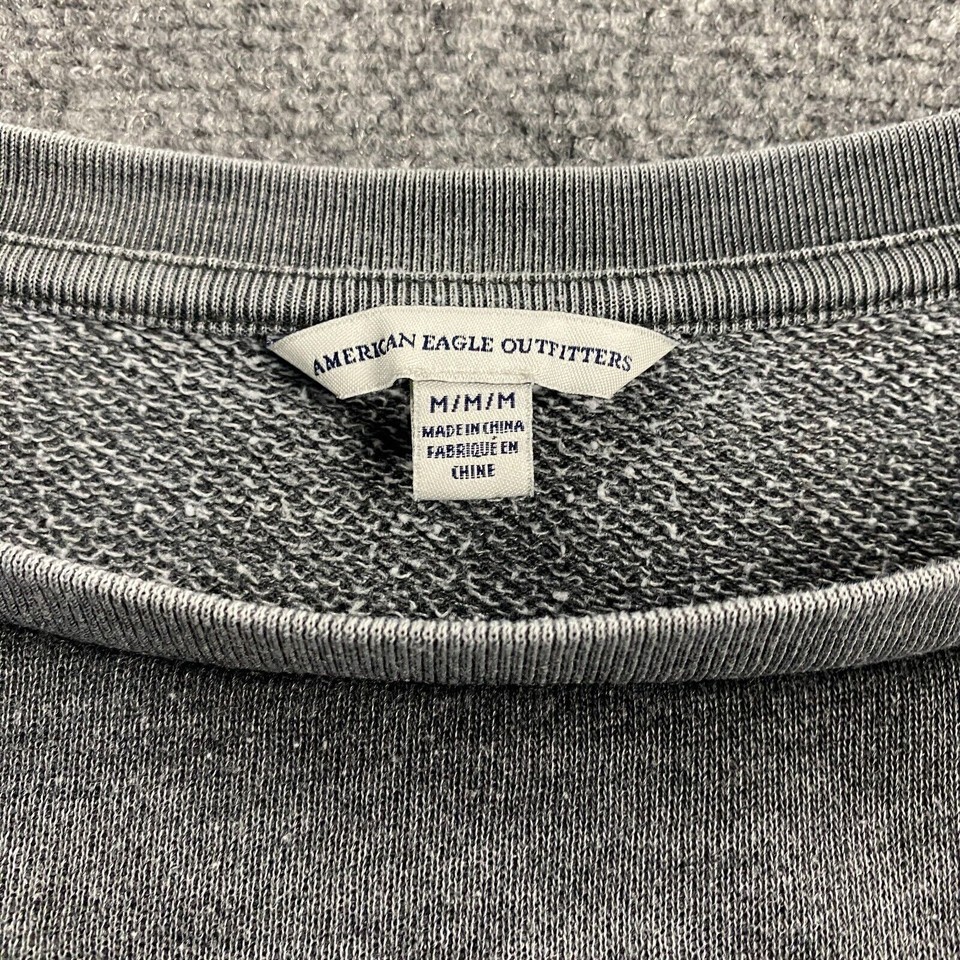 AMERICAN EAGLE OUTFITTERS
M/M/M
MADE IN CHINA
FABRIQUÉ EN
CHINE